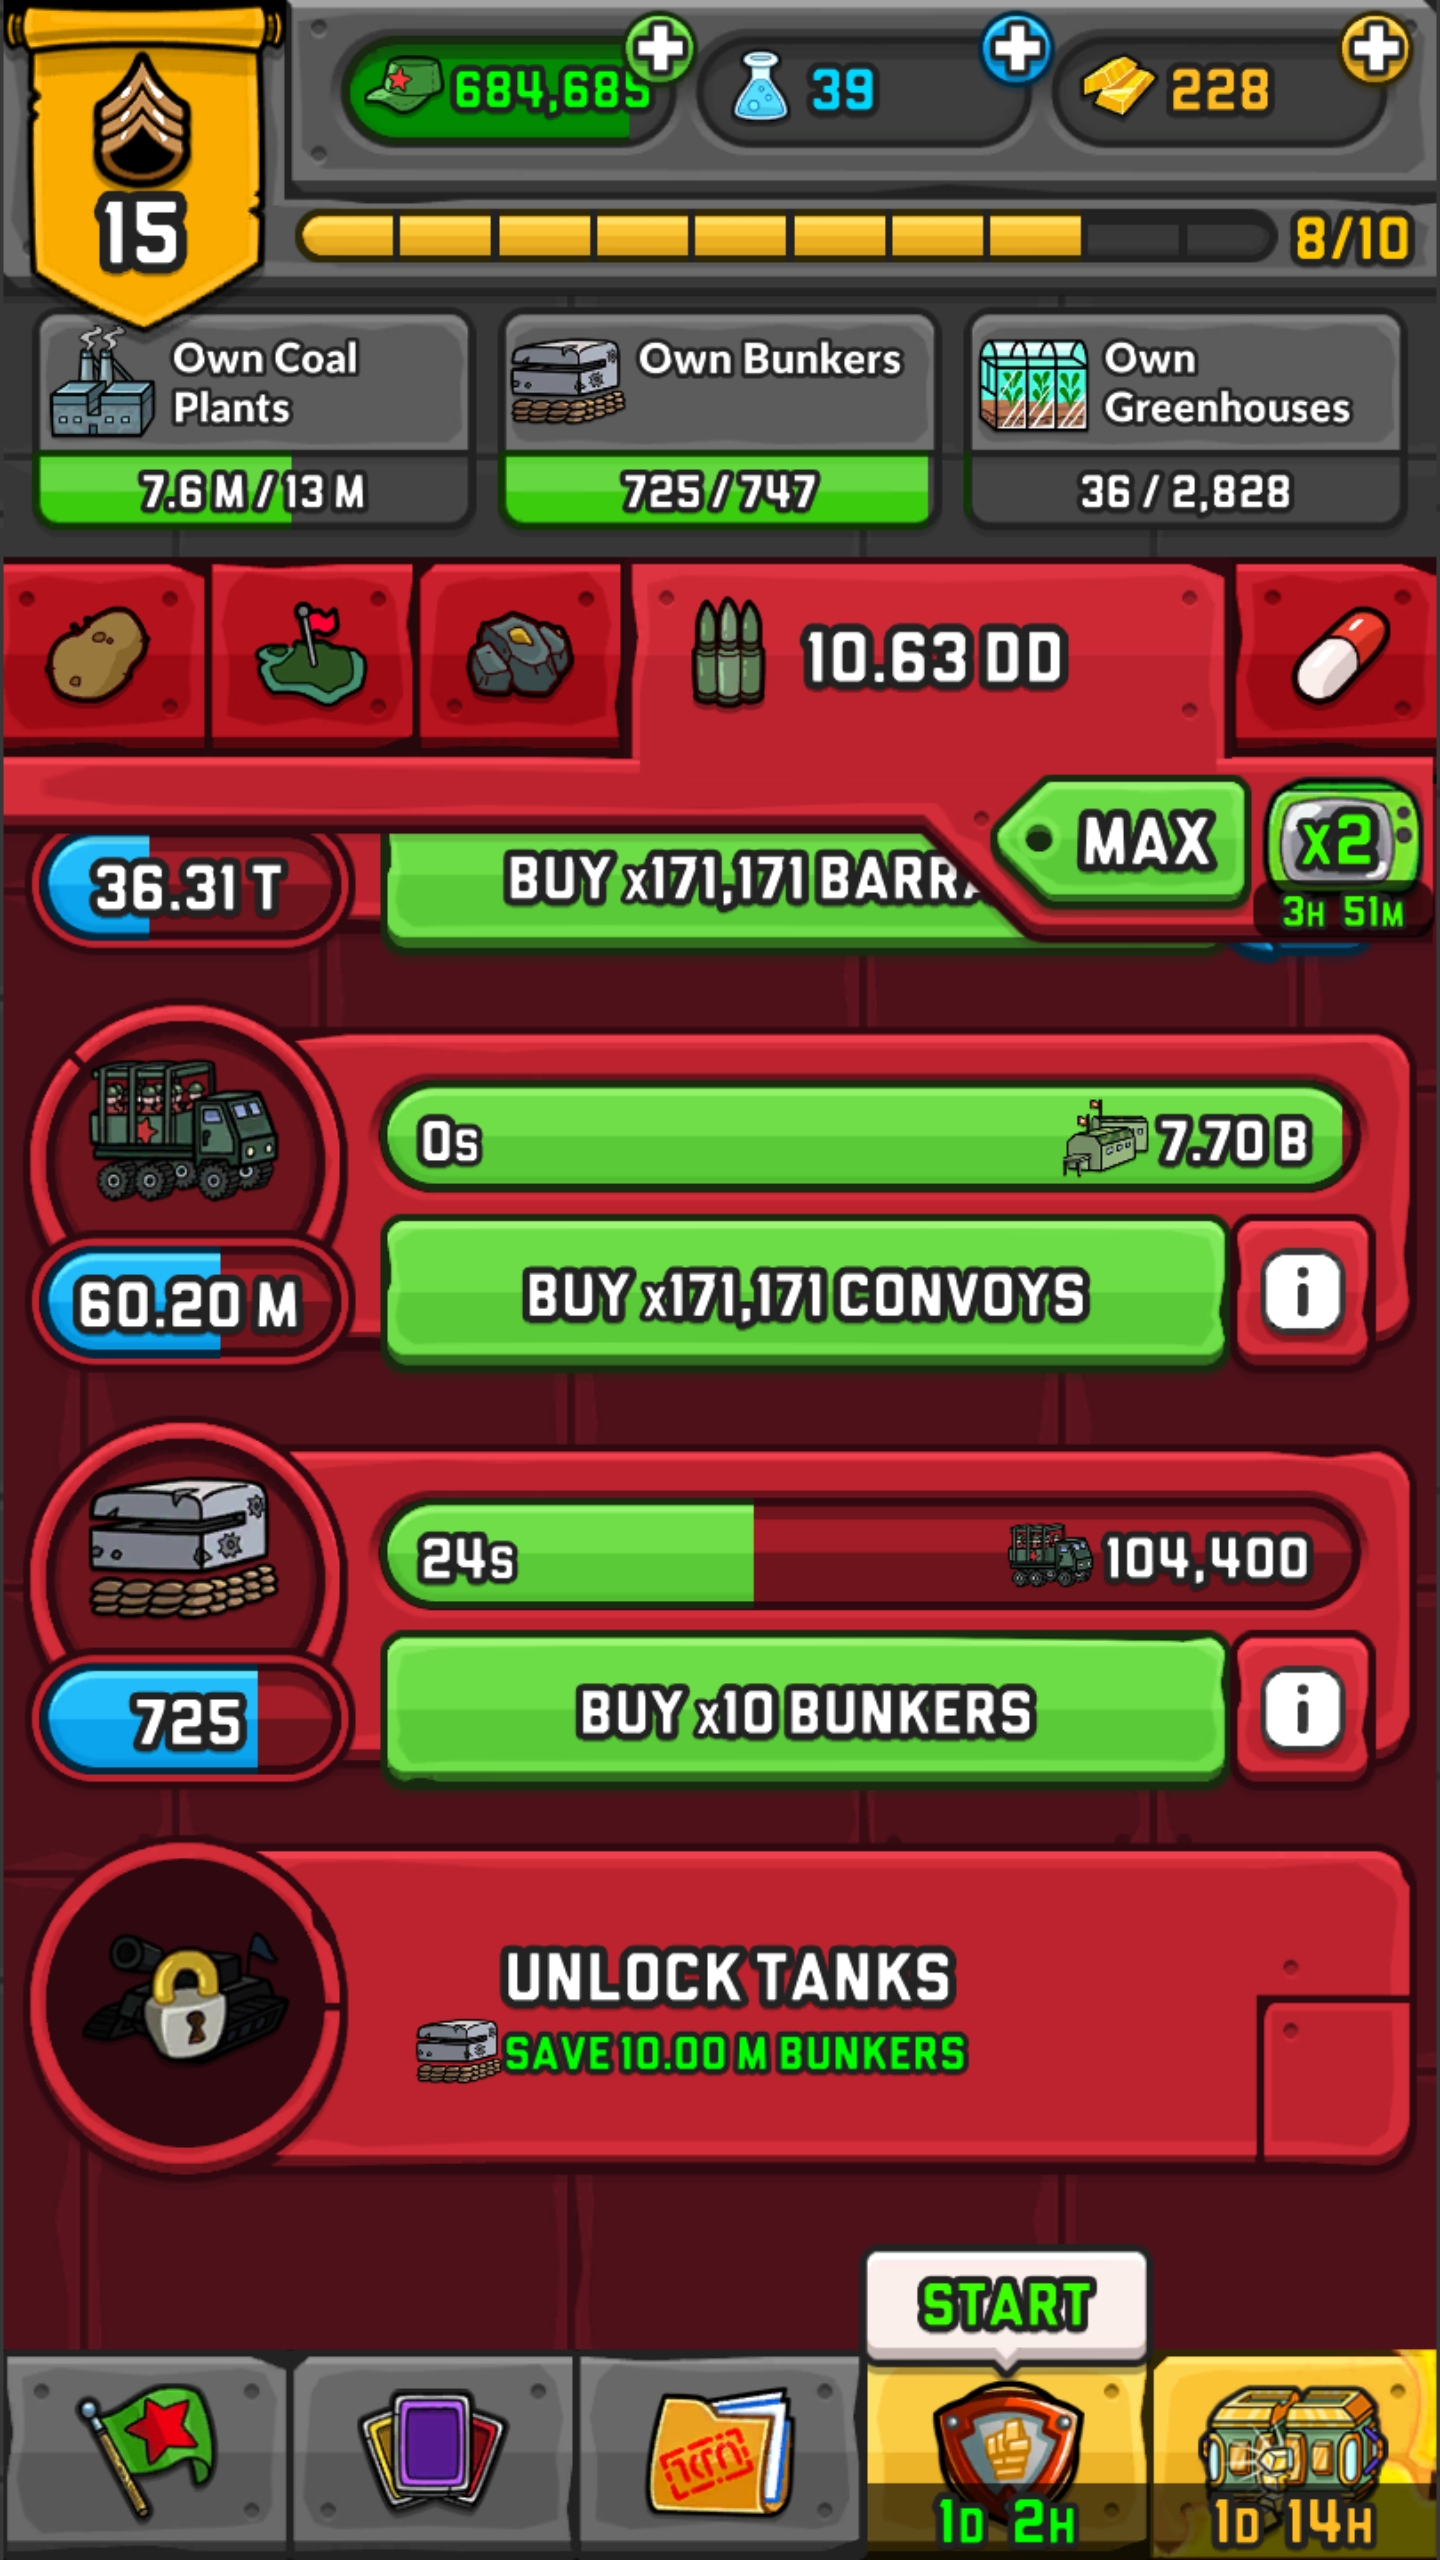 684,685
39
228
15
8/10
Own Coal
Plants
7.6 M / 13 M
Own Bunkers
725 / 747
Own
Greenhouses
36 / 2,828
10.63 DD
MAX
x2
3H 51M
36.31 T
BUY x171,171 BARRA
0s
7.70 B
60.20 M
BUY x171,171 CONVOYS
i
24s
104,400
725
BUY x10 BUNKERS
i
UNLOCK TANKS
SAVE 10.00 M BUNKERS
START
1D 2H
1D 14H